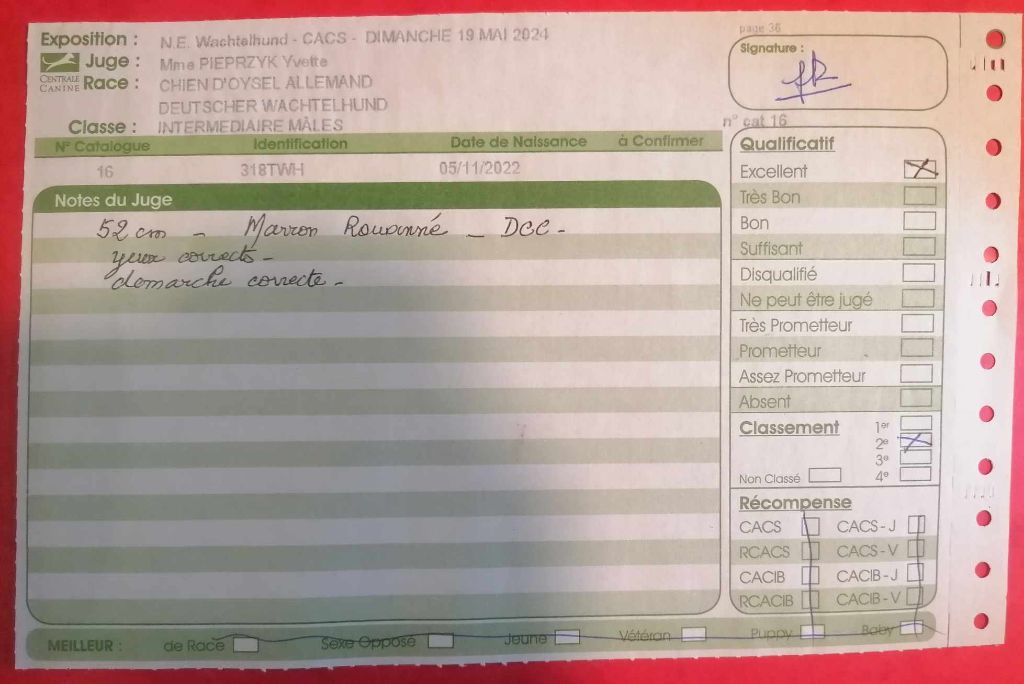 page 36
Exposition : N.E. Wachtelhund - CACS - DIMANCHE 19 MAI 2024
Juge : Mme PIEPRZYK Yvette
CENTRALE CANINE
Race : CHIEN D'OYSEL ALLEMAND
DEUTSCHER WACHTELHUND
Classe : INTERMEDIAIRE MÂLES
Signature :
n° cat 16
N° Catalogue Identification Date de Naissance à Confirmer
16 318TWH 05/11/2022
Notes du Juge
52 cm - Marron Rouanné - DCC -
yeux corrects -
démarche correcte -
Qualificatif
Excellent
Très Bon
Bon
Suffisant
Disqualifié
Ne peut être jugé
Très Prometteur
Prometteur
Assez Prometteur
Absent
Classement 1er
2e
3e
Non Classé 4e
Récompense
CACS CACS-J
RCACS CACS-V
CACIB CACIB-J
RCACIB CACIB-V
MEILLEUR : de Race Sexe Opposé Jeune Vétéran Puppy Baby